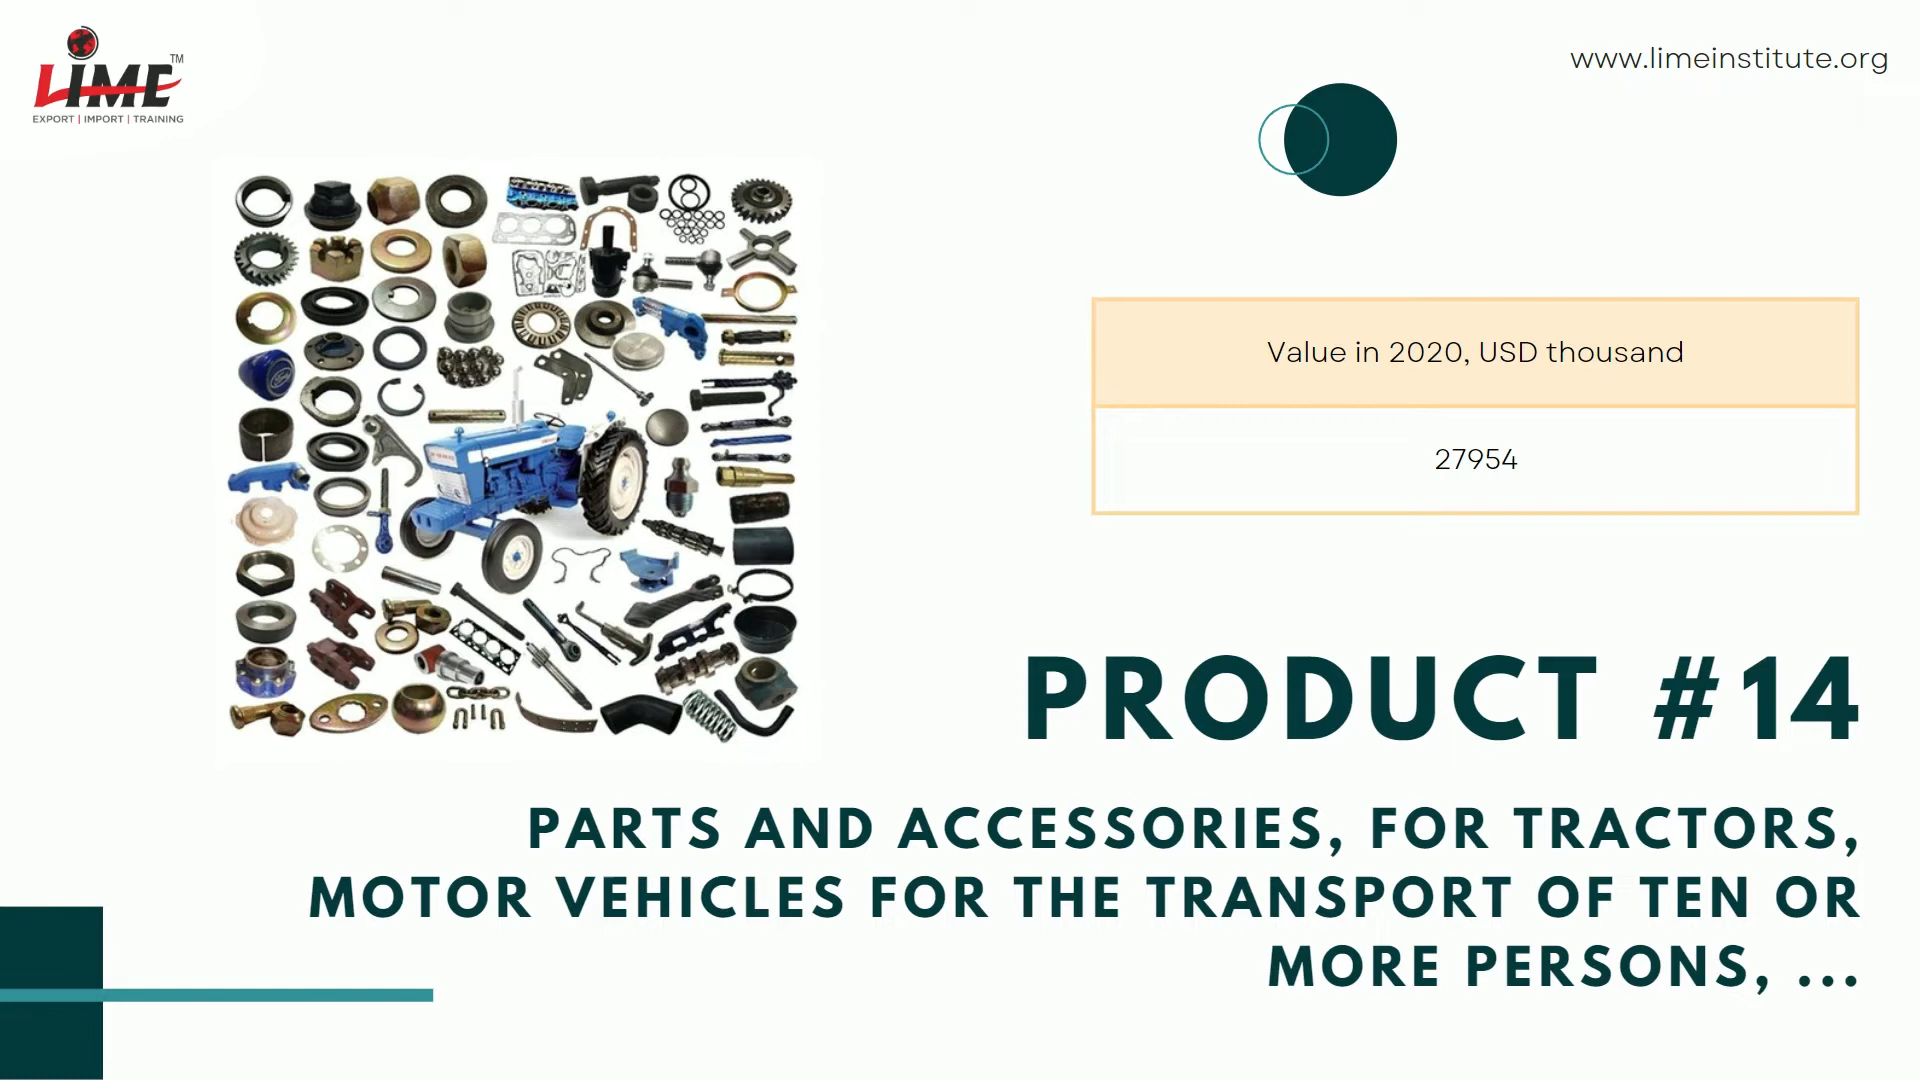 LIME TM
EXPORT | IMPORT | TRAINING
www.limeinstitute.org
Value in 2020, USD thousand
27954
PRODUCT #14
PARTS AND ACCESSORIES, FOR TRACTORS,
MOTOR VEHICLES FOR THE TRANSPORT OF TEN OR
MORE PERSONS, ...